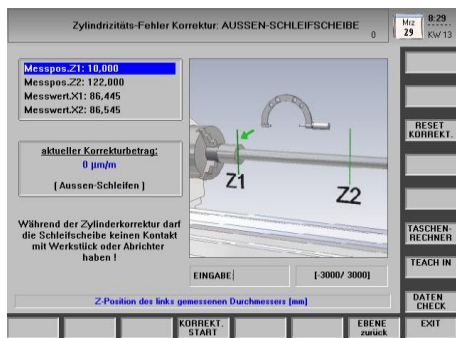 Zylindrizitäts-Fehler Korrektur: AUSSEN-SCHLEIFSCHEIBE
0
Mrz
29
8:29
KW 13
Messpos.Z1: 10,000
Messpos.Z2: 122,000
Messwert.X1: 86,445
Messwert.X2: 86,545
aktueller Korrekturbetrag:
0 µm/m
( Aussen-Schleifen )
Z1
Z2
Während der Zylinderkorrektur darf
die Schleifscheibe keinen Kontakt
mit Werkstück oder Abrichter
haben !
EINGABE:
[-3000/ 3000]
Z-Position des links gemessenen Durchmessers [mm]
RESET
KORREKT.
TASCHEN-
RECHNER
TEACH IN
DATEN
CHECK
KORREKT.
START
EBENE
zurück
EXIT